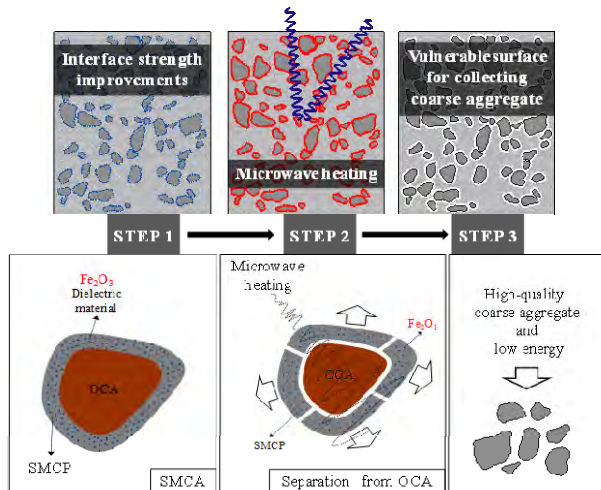 Interface strength
improvements
Microwave heating
Vulnerable surface
for collecting
coarse aggregate
STEP 1
STEP 2
STEP 3
Fe₂O₃
Dielectric
material
OCA
SMCP
SMCA
Microwave
heating
Fe₂O₃
OCA
SMCP
Separation from OCA
High-quality
coarse aggregate
and
low energy